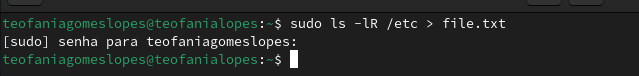 teofaniagomeslopes@teofanialopes:~$ sudo ls -lR /etc > file.txt
[sudo] senha para teofaniagomeslopes:
teofaniagomeslopes@teofanialopes:~$